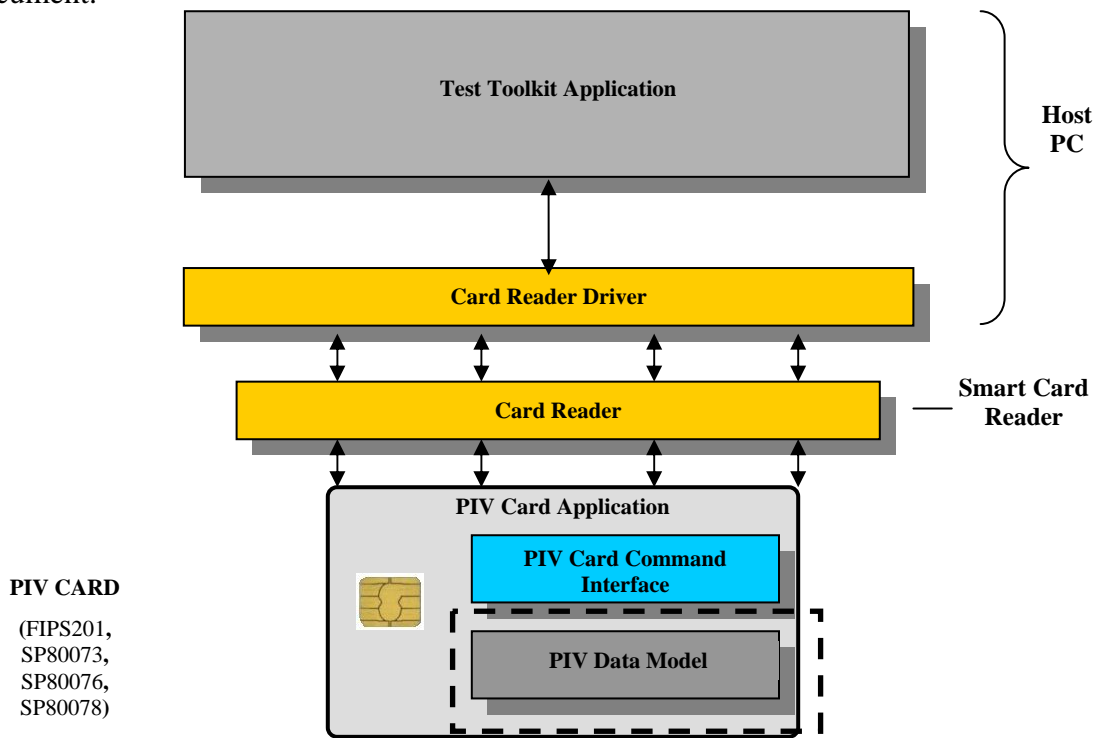 Test Toolkit Application
Host
PC
Card Reader Driver
Card Reader
Smart Card
Reader
PIV Card Application
PIV Card Command
Interface
PIV Data Model
PIV CARD
(FIPS201,
SP80073,
SP80076,
SP80078)